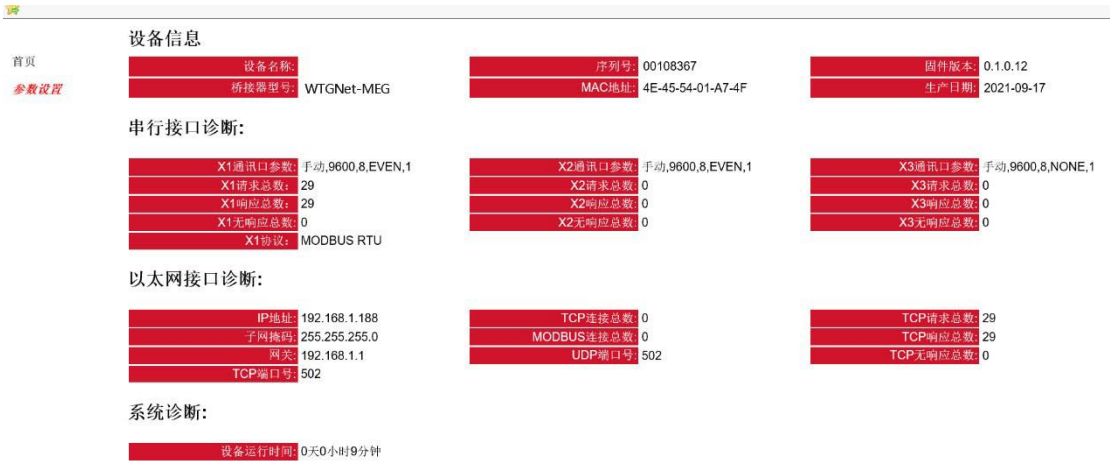 设备信息
首页
设备名称:
序列号: 00108367
固件版本: 0.1.0.12
参数设置
桥接器型号: WTGNet-MEG
MAC地址: 4E-45-54-01-A7-4F
生产日期: 2021-09-17
串行接口诊断:
X1通讯口参数: 手动,9600,8,EVEN,1
X2通讯口参数: 手动,9600,8,EVEN,1
X3通讯口参数: 手动,9600,8,NONE,1
X1请求总数: 29
X2请求总数: 0
X3请求总数: 0
X1响应总数: 29
X2响应总数: 0
X3响应总数: 0
X1无响应总数: 0
X2无响应总数: 0
X3无响应总数: 0
X1协议: MODBUS RTU
以太网接口诊断:
IP地址: 192.168.1.188
TCP连接总数: 0
TCP请求总数: 29
子网掩码: 255.255.255.0
MODBUS连接总数: 0
TCP响应总数: 29
网关: 192.168.1.1
UDP端口号: 502
TCP无响应总数: 0
TCP端口号: 502
系统诊断:
设备运行时间: 0天0小时9分钟